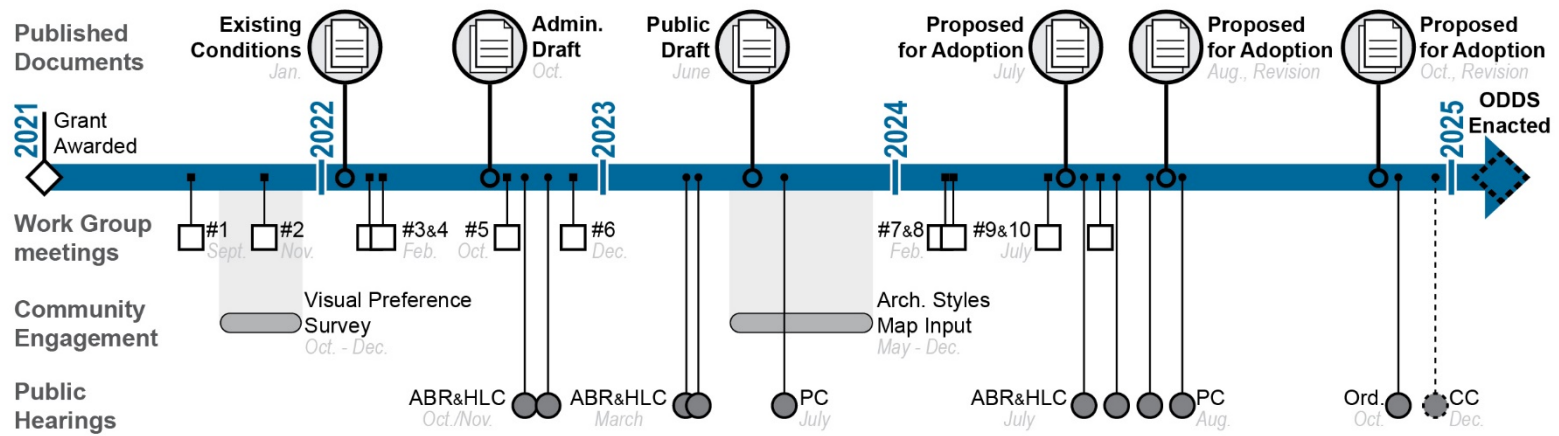 Published
Documents
Existing
Conditions
Jan.
Admin.
Draft
Oct.
Public
Draft
June
Proposed
for Adoption
July
Proposed
for Adoption
Aug., Revision
Proposed
for Adoption
Oct., Revision
2021
Grant
Awarded
2022
2023
2024
2025
ODDS
Enacted
Work Group
meetings
#1
Sept.
#2
Nov.
#3&4
Feb.
#5
Oct.
#6
Dec.
#7&8
Feb.
#9&10
July
Community
Engagement
Visual Preference
Survey
Oct. - Dec.
Arch. Styles
Map Input
May - Dec.
Public
Hearings
ABR&HLC
Oct./Nov.
ABR&HLC
March
PC
July
ABR&HLC
July
PC
Aug.
Ord.
Oct.
CC
Dec.